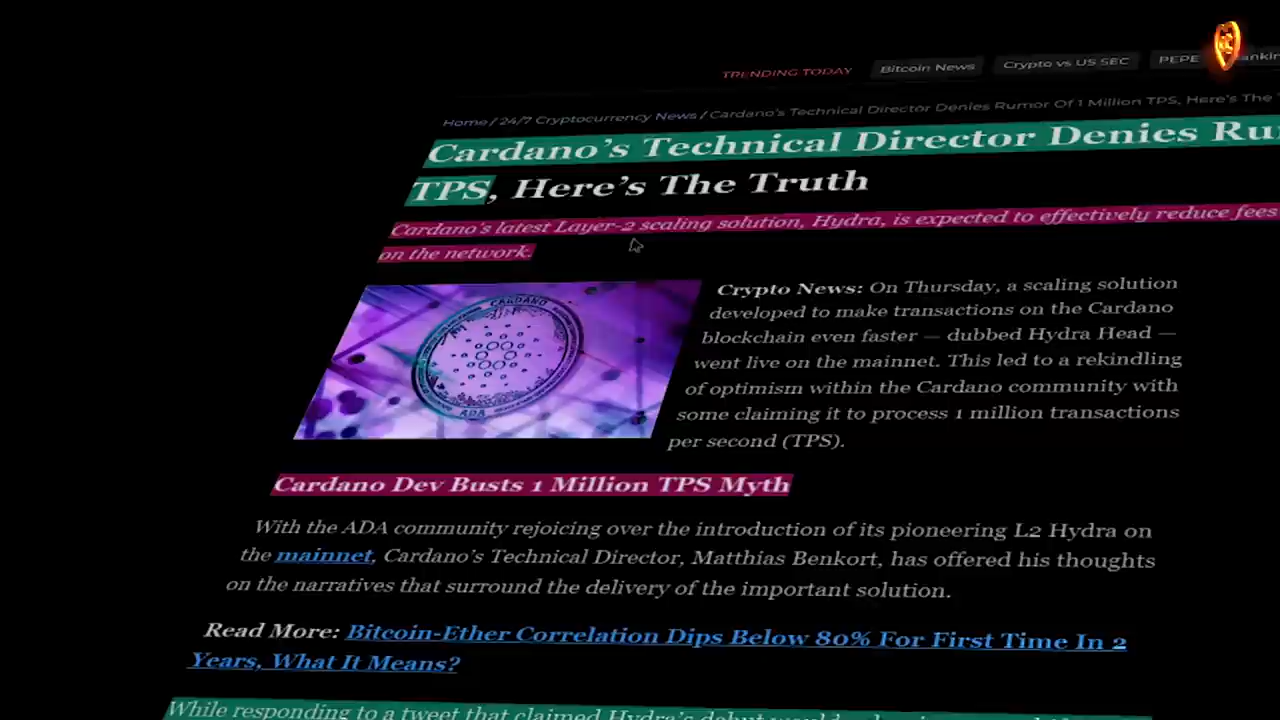 TRENDING TODAY Bitcoin News Crypto vs US SEC PEPE
Home / 24/7 Cryptocurrency News / Cardano's Technical Director Denies Rumor Of 1 Million TPS, Here's The
Cardano's Technical Director Denies
TPS, Here's The Truth
Cardano's latest Layer-2 scaling solution, Hydra, is expected to effectively reduce fees
on the network.
Crypto News: On Thursday, a scaling solution
developed to make transactions on the Cardano
blockchain even faster — dubbed Hydra Head —
went live on the mainnet. This led to a rekindling
of optimism within the Cardano community with
some claiming it to process 1 million transactions
per second (TPS).
CARDANO
ADA
Cardano Dev Busts 1 Million TPS Myth
With the ADA community rejoicing over the introduction of its pioneering L2 Hydra on
the mainnet, Cardano's Technical Director, Matthias Benkort, has offered his thoughts
on the narratives that surround the delivery of the important solution.
Read More: Bitcoin-Ether Correlation Dips Below 80% For First Time In 2
Years, What It Means?
While responding to a tweet that claimed Hydra's debut would